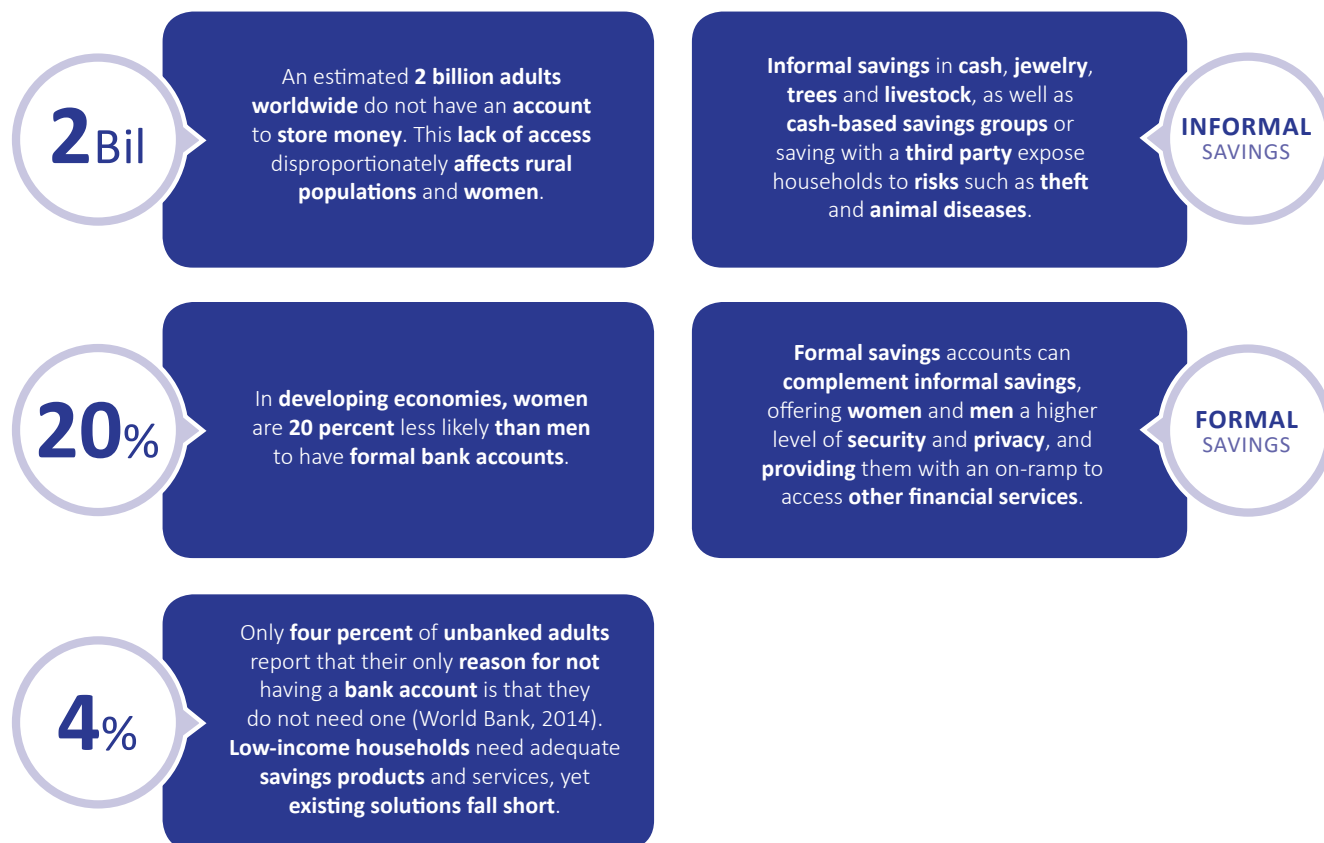 2Bil
An estimated 2 billion adults
worldwide do not have an account
to store money. This lack of access
disproportionately affects rural
populations and women.
Informal savings in cash, jewelry,
trees and livestock, as well as
cash-based savings groups or
saving with a third party expose
households to risks such as theft
and animal diseases.
INFORMAL
SAVINGS
20%
In developing economies, women
are 20 percent less likely than men
to have formal bank accounts.
Formal savings accounts can
complement informal savings,
offering women and men a higher
level of security and privacy, and
providing them with an on-ramp to
access other financial services.
FORMAL
SAVINGS
4%
Only four percent of unbanked adults
report that their only reason for not
having a bank account is that they
do not need one (World Bank, 2014).
Low-income households need adequate
savings products and services, yet
existing solutions fall short.